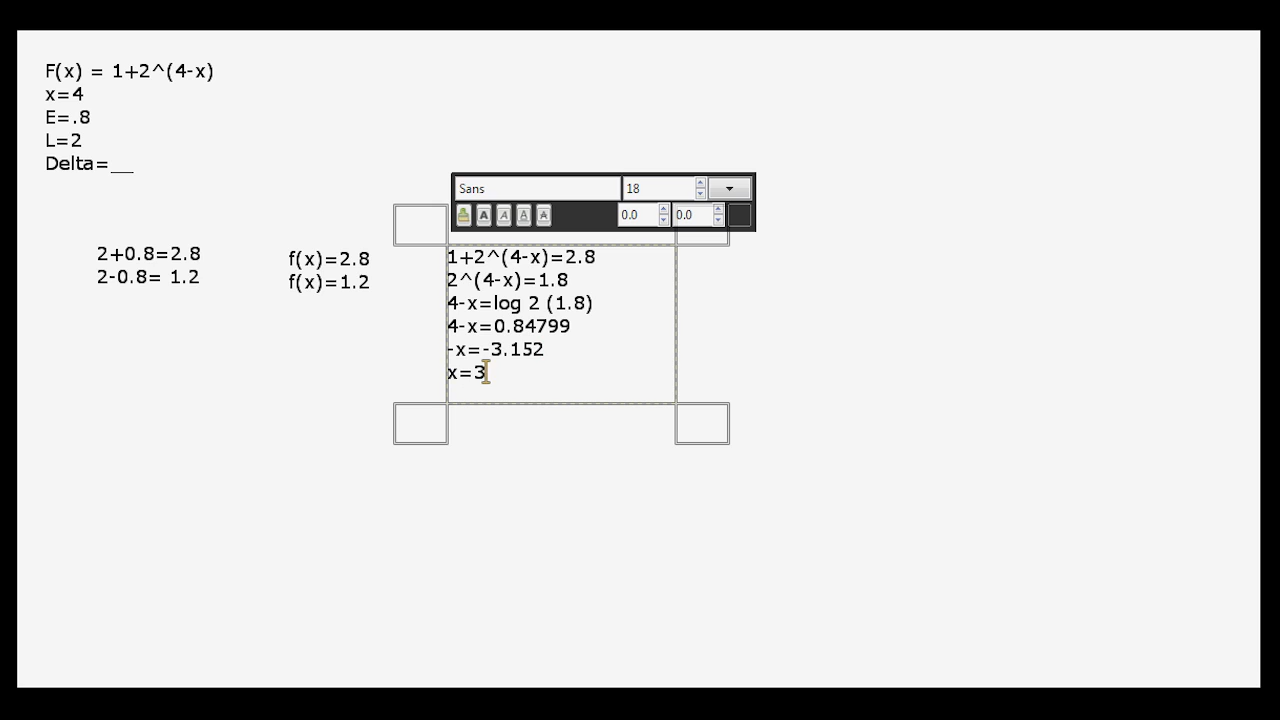 F(x) = 1+2^(4-x)
x=4
E=.8
L=2
Delta=__
Sans
18
0.0
0.0
A A A A
2+0.8=2.8
2-0.8= 1.2
f(x)=2.8
f(x)=1.2
1+2^(4-x)=2.8
2^(4-x)=1.8
4-x=log 2 (1.8)
4-x=0.84799
-x=-3.152
x=3